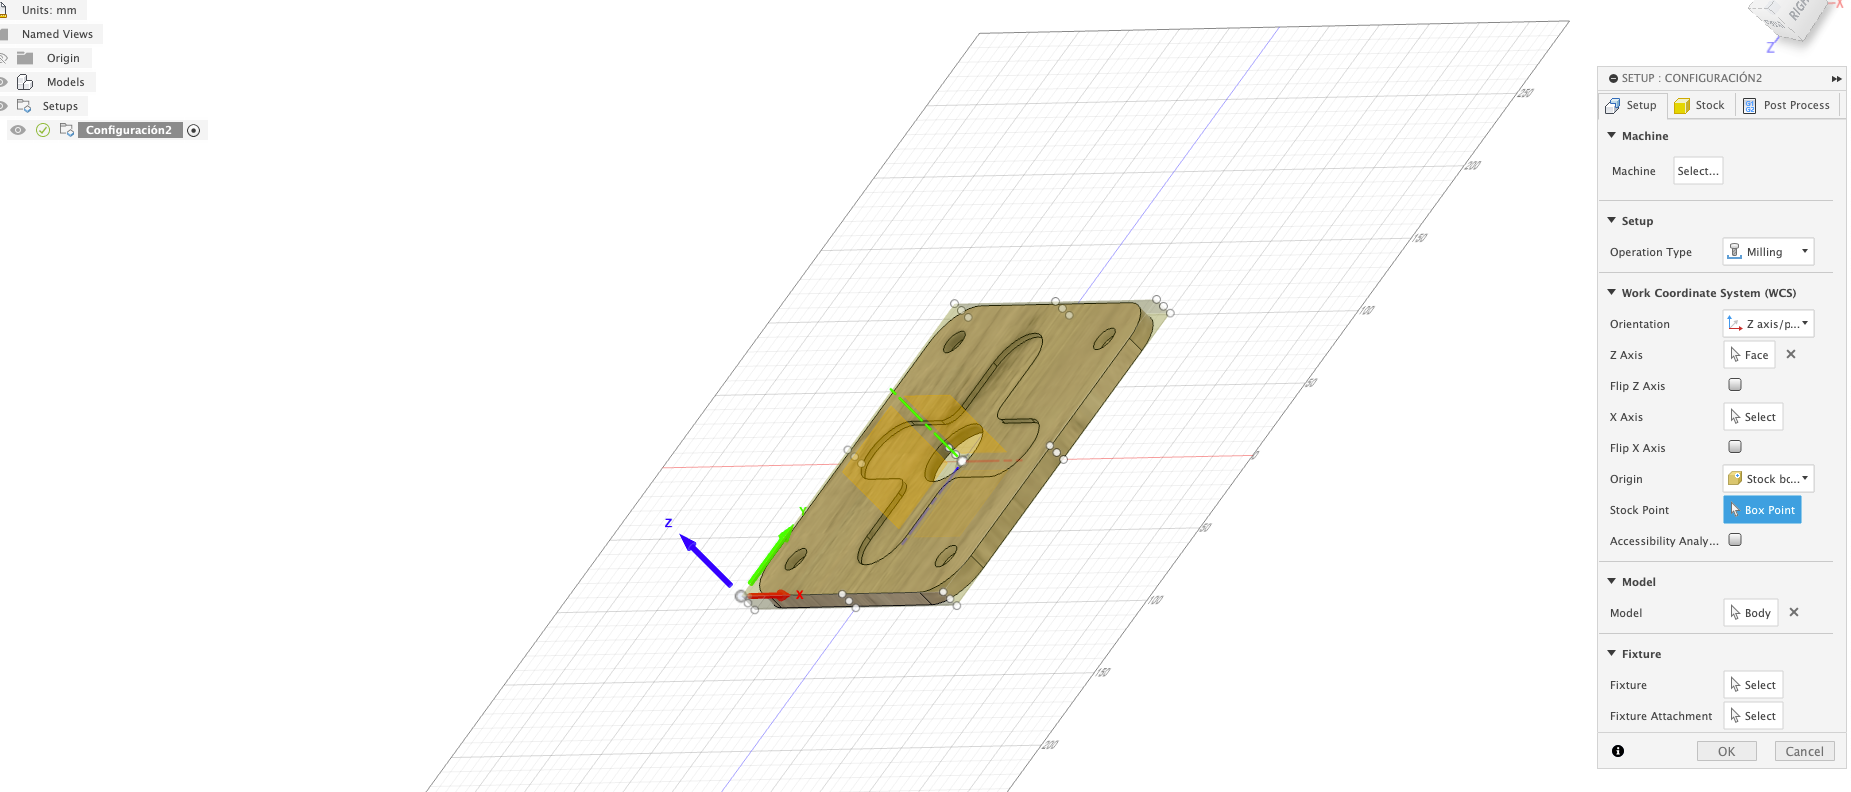 Units: mm
Named Views
Origin
Models
Setups
Configuración2
RIGH
X
Z
250
200
150
100
50
0
50
100
150
200
Z
Y
X
SETUP : CONFIGURACIÓN2
Setup
Stock
Post Process
Machine
Machine
Select...
Setup
Operation Type
Milling
Work Coordinate System (WCS)
Orientation
Z axis/p...
Z Axis
Face
Flip Z Axis
X Axis
Select
Flip X Axis
Origin
Stock bo...
Stock Point
Box Point
Accessibility Analy...
Model
Model
Body
Fixture
Fixture
Select
Fixture Attachment
Select
OK
Cancel